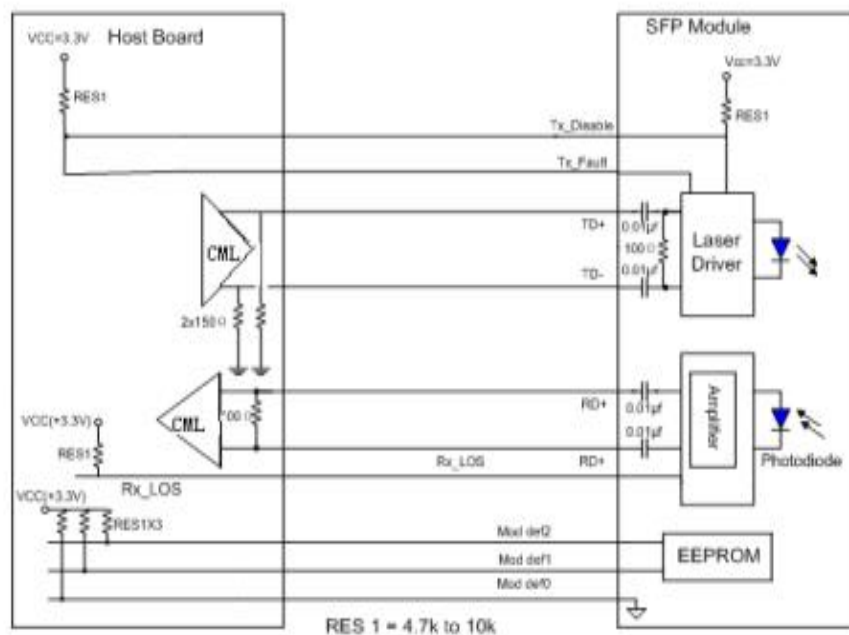 Host Board
SFP Module
VCC=3.3V
Vcc=3.3V
RES1
RES1
Tx_Disable
Tx_Fault
CML
TD+
0.01µf
100Ω
Laser
Driver
TD-
0.01µf
2x150Ω
CML
00Ω
RD+
0.01µf
Amplifier
0.01µf
VCC(+3.3V)
RES1
Rx_LOS
RD+
Photodiode
Rx_LOS
VCC(+3.3V)
RES1X3
Mod def2
EEPROM
Mod def1
Mod def0
RES 1 = 4.7k to 10k